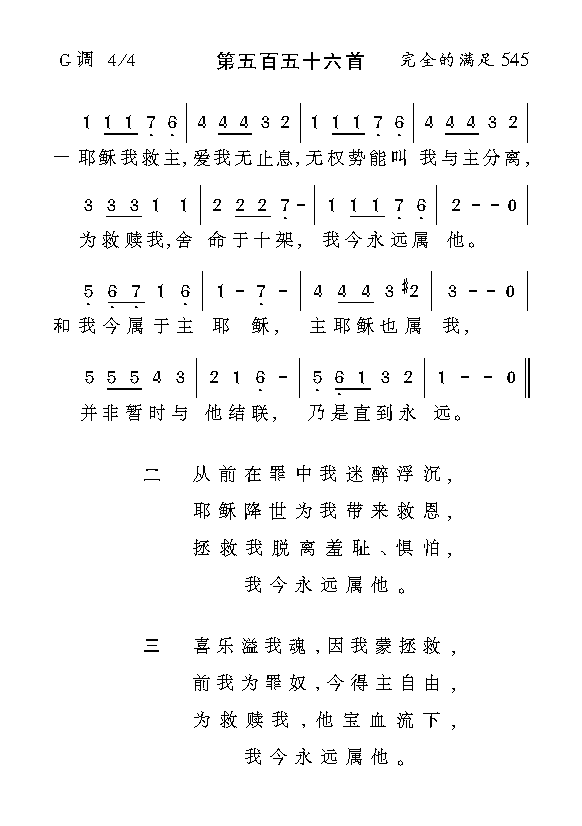 G调 4/4 第五百五十六首 完全的满足 545
1 1 1 7 6 | 4 4 4 3 2 | 1 1 1 7 6 | 4 4 4 3 2 |
一耶稣我救主,爱我无止息,无权势能叫 我与主分离,
3 3 3 1 1 | 2 2 2 7 - | 1 1 1 7 6 | 2 - - 0 |
为救赎我,舍 命于十架, 我今永远属 他。
5 6 7 1 6 | 1 - 7 - | 4 4 4 3 #2 | 3 - - 0 |
和我今属于主 耶 稣, 主耶稣也属 我,
5 5 5 4 3 | 2 1 6 - | 5 6 1 3 2 | 1 - - 0 ‖
并非暂时与 他结联, 乃是直到永 远。
二 从前在罪中我迷醉浮沉,
耶稣降世为我带来救恩,
拯救我脱离羞耻、惧怕,
我今永远属他。
三 喜乐溢我魂,因我蒙拯救,
前我为罪奴,今得主自由,
为救赎我,他宝血流下,
我今永远属他。